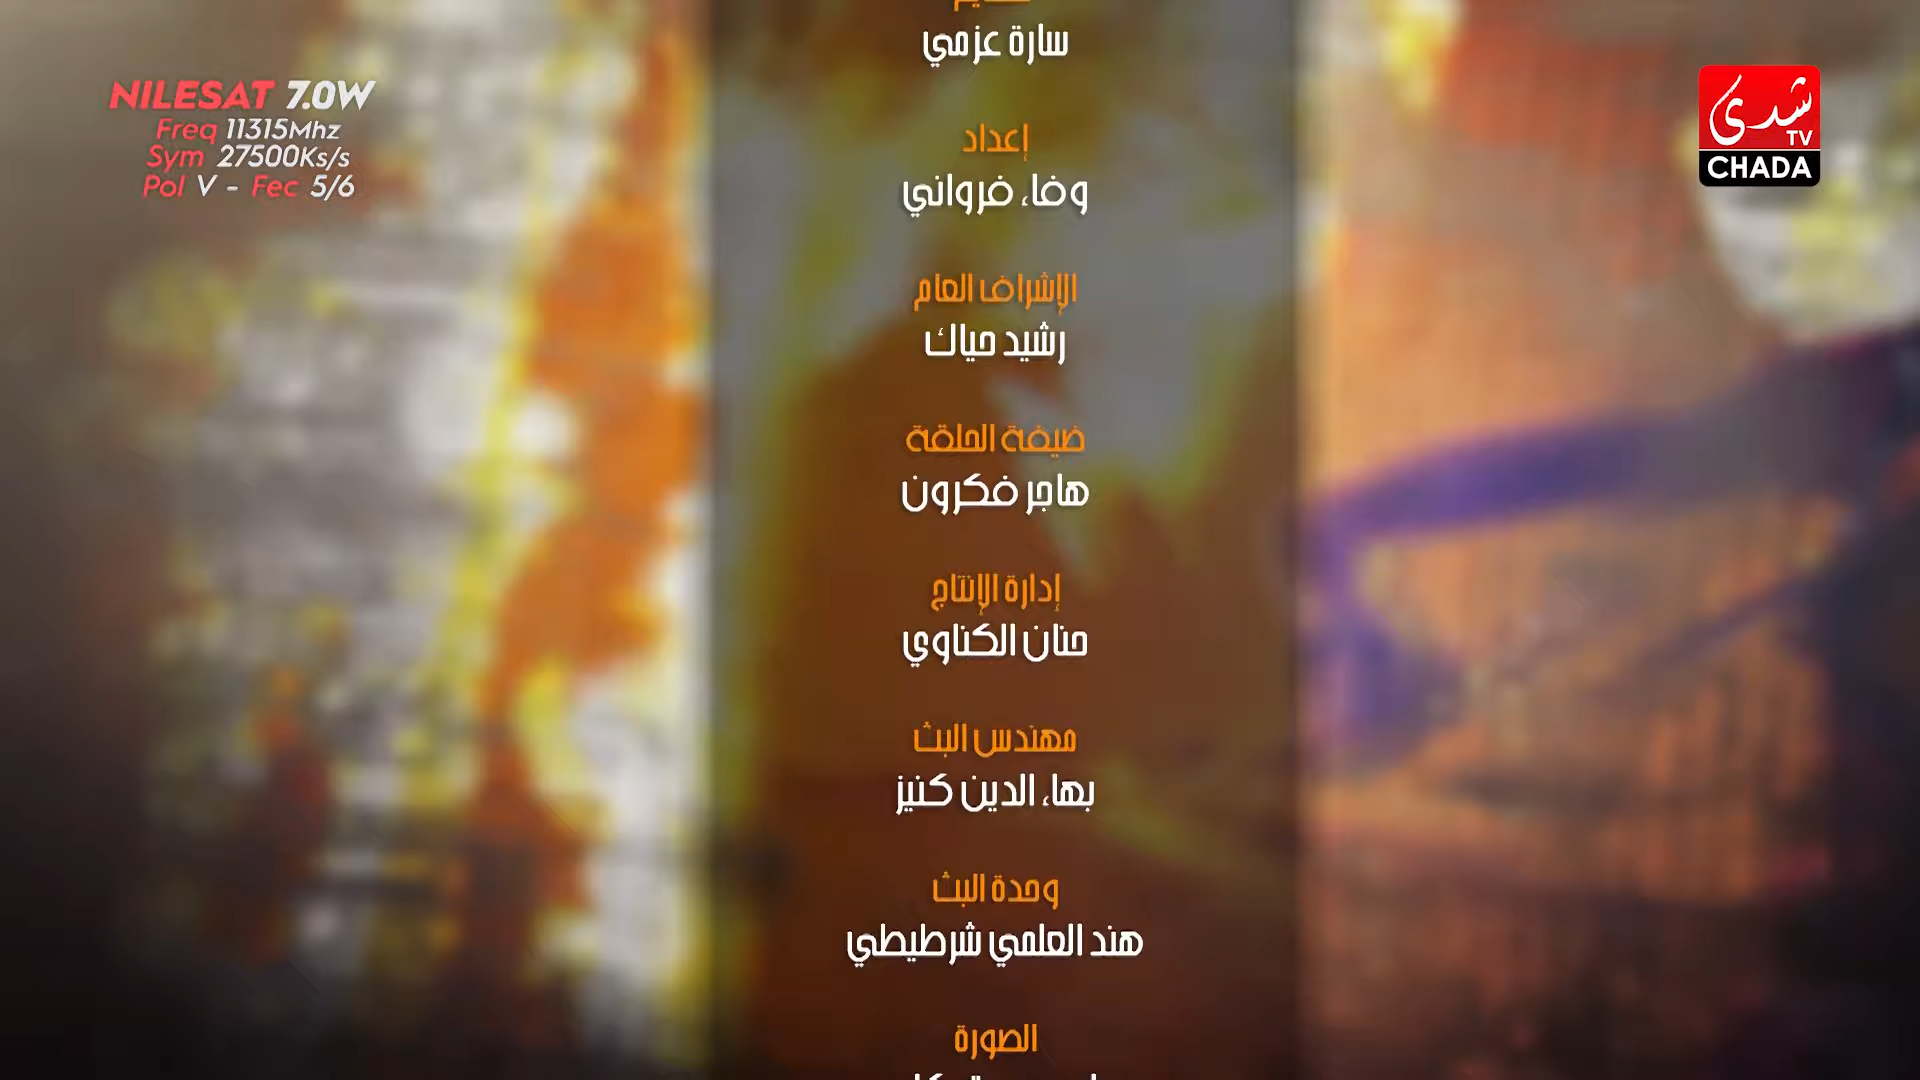 سارة عزمي
NILESAT 7.0W
Freq 11315Mhz
Sym 27500Ks/s
Pol V - Fec 5/6
شدى
TV
CHADA
إعداد
وفاء فرواني
الإشراف العام
رشيد حياك
ضيفة الحلقة
هاجر فكرون
إدارة الإنتاج
حنان الكتاوي
مهندس البث
بهاء الدين كنيز
وحدة البث
هند العلمي شرطيطي
الصورة